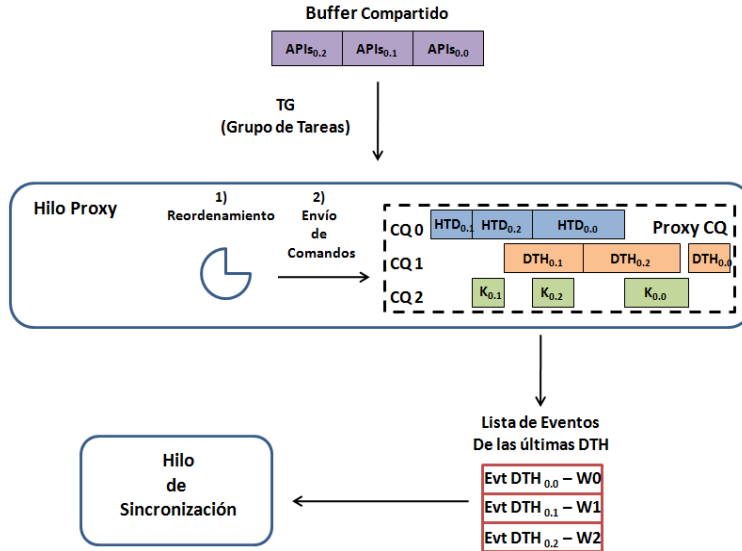 Buffer Compartido
APIs0.2 APIs0.1 APIs0.0
TG
(Grupo de Tareas)
Hilo Proxy
1)
Reordenamiento
2)
Envío
de
Comandos
CQ 0 HTD0.1 HTD0.2 HTD0.0 Proxy CQ
CQ 1 DTH0.1 DTH0.2 DTH0.0
CQ 2 K0.1 K0.2 K0.0
Lista de Eventos
De las últimas DTH
Evt DTH 0.0 – W0
Evt DTH 0.1 – W1
Evt DTH 0.2 – W2
Hilo
de
Sincronización